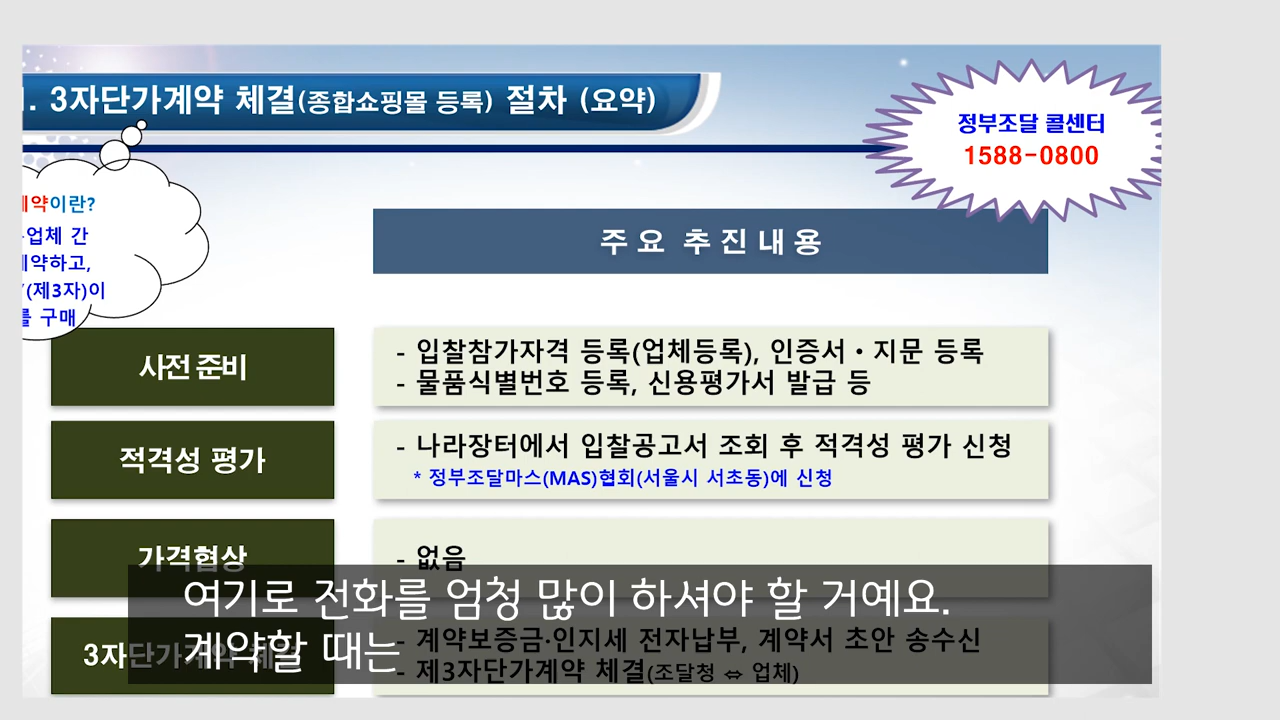 1. 3자단가계약 체결(종합쇼핑몰 등록) 절차 (요약)
정부조달 콜센터
1588-0800
계약이란?
업체 간
계약하고,
(제3자)이
를 구매
주 요 추 진 내 용
사전 준비
- 입찰참가자격 등록(업체등록), 인증서・지문 등록
- 물품식별번호 등록, 신용평가서 발급 등
적격성 평가
- 나라장터에서 입찰공고서 조회 후 적격성 평가 신청
* 정부조달마스(MAS)협회(서울시 서초동)에 신청
가격협상
- 없음
3자단가계약 체결
- 계약보증금·인지세 전자납부, 계약서 초안 송수신
- 제3자단가계약 체결(조달청 ⇔ 업체)
여기로 전화를 엄청 많이 하셔야 할 거예요.
계약할 때는